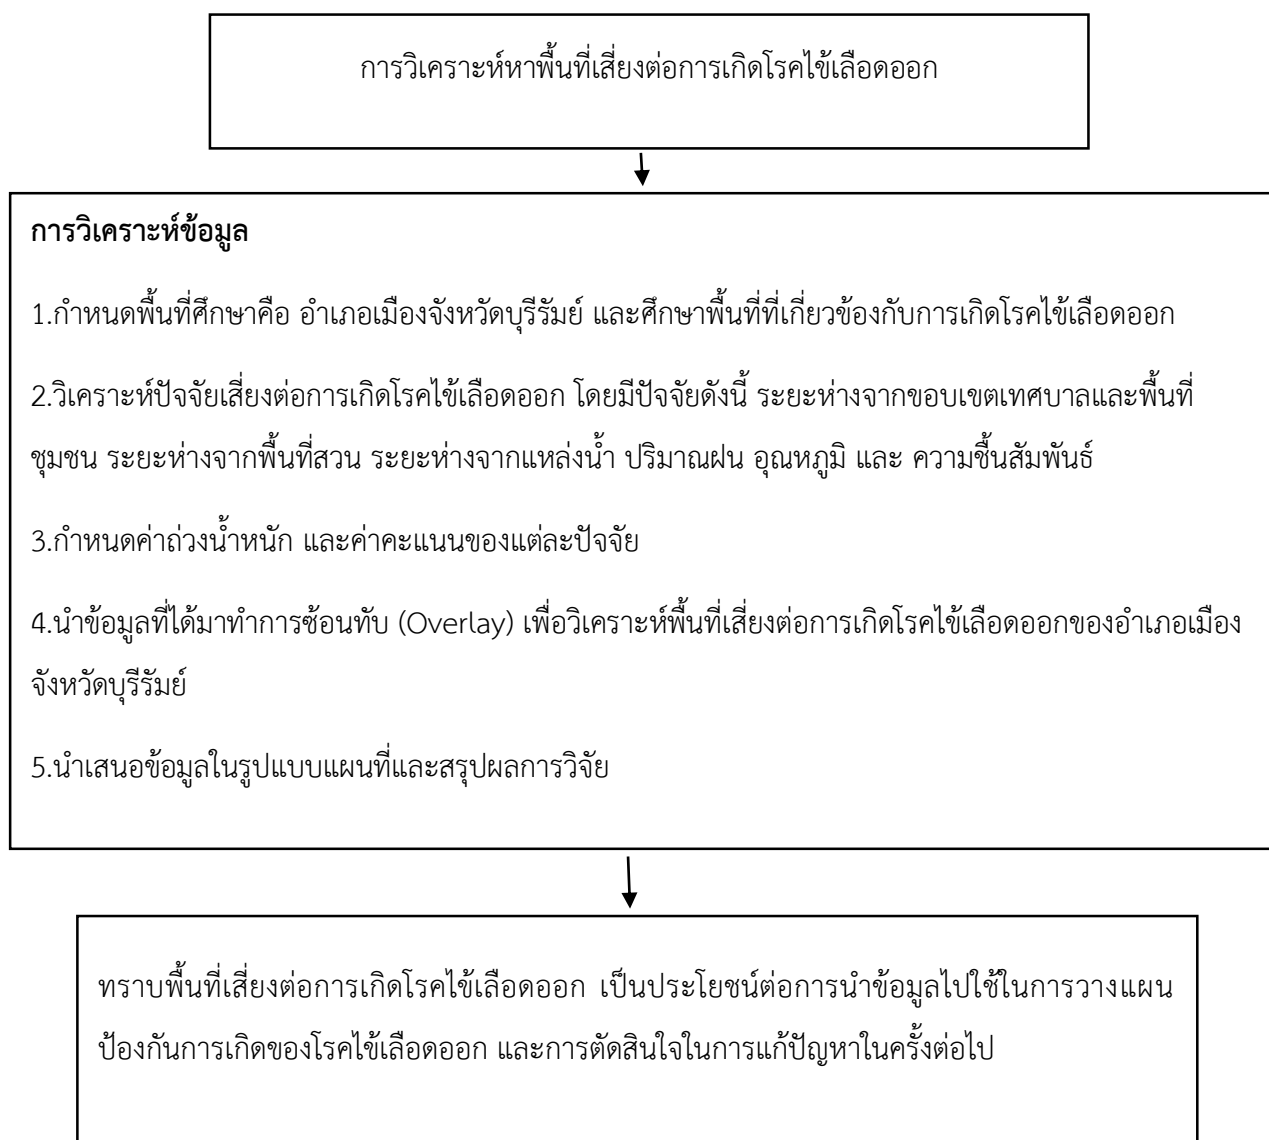 การวิเคราะห์หาพื้นที่เสี่ยงต่อการเกิดโรคไข้เลือดออก
การวิเคราะห์ข้อมูล
1.กำหนดพื้นที่ศึกษาคือ อำเภอเมืองจังหวัดบุรีรัมย์ และศึกษาพื้นที่ที่เกี่ยวข้องกับการเกิดโรคไข้เลือดออก
2.วิเคราะห์ปัจจัยเสี่ยงต่อการเกิดโรคไข้เลือดออก โดยมีปัจจัยดังนี้ ระยะห่างจากขอบเขตเทศบาลและพื้นที่
ชุมชน ระยะห่างจากพื้นที่สวน ระยะห่างจากแหล่งน้ำ ปริมาณฝน อุณหภูมิ และ ความชื้นสัมพันธ์
3.กำหนดค่าถ่วงน้ำหนัก และค่าคะแนนของแต่ละปัจจัย
4.นำข้อมูลที่ได้มาทำการซ้อนทับ (Overlay) เพื่อวิเคราะห์พื้นที่เสี่ยงต่อการเกิดโรคไข้เลือดออกของอำเภอเมือง
จังหวัดบุรีรัมย์
5.นำเสนอข้อมูลในรูปแบบแผนที่และสรุปผลการวิจัย
ทราบพื้นที่เสี่ยงต่อการเกิดโรคไข้เลือดออก เป็นประโยชน์ต่อการนำข้อมูลไปใช้ในการวางแผน
ป้องกันการเกิดของโรคไข้เลือดออก และการตัดสินใจในการแก้ปัญหาในครั้งต่อไป